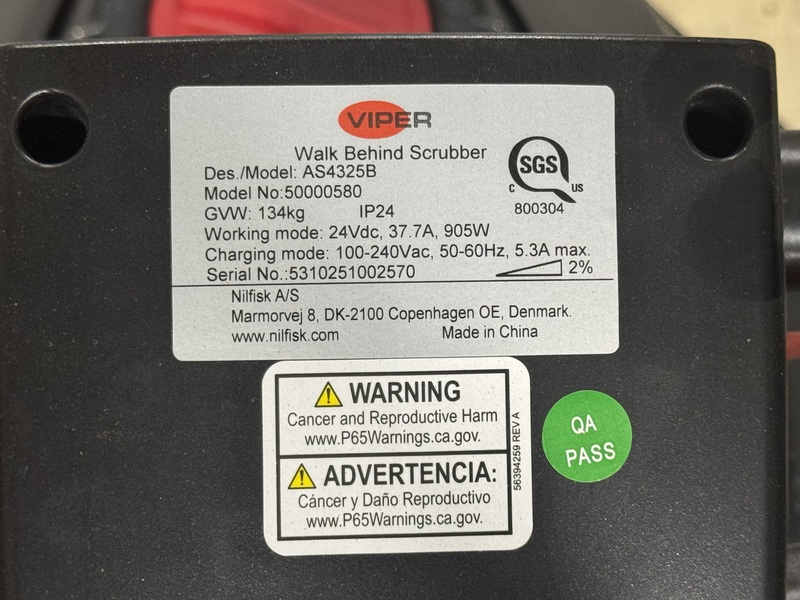 VIPER
Walk Behind Scrubber
Des./Model: AS4325B
Model No:50000580
GVW: 134kg IP24
Working mode: 24Vdc, 37.7A, 905W
Charging mode: 100-240Vac, 50-60Hz, 5.3A max.
Serial No.:5310251002570
2%
SGS
C US
800304
Nilfisk A/S
Marmorvej 8, DK-2100 Copenhagen OE, Denmark.
www.nilfisk.com Made in China
WARNING
Cancer and Reproductive Harm
www.P65Warnings.ca.gov.
ADVERTENCIA:
Cáncer y Daño Reproductivo
www.P65Warnings.ca.gov.
56394259 REV A
QA
PASS